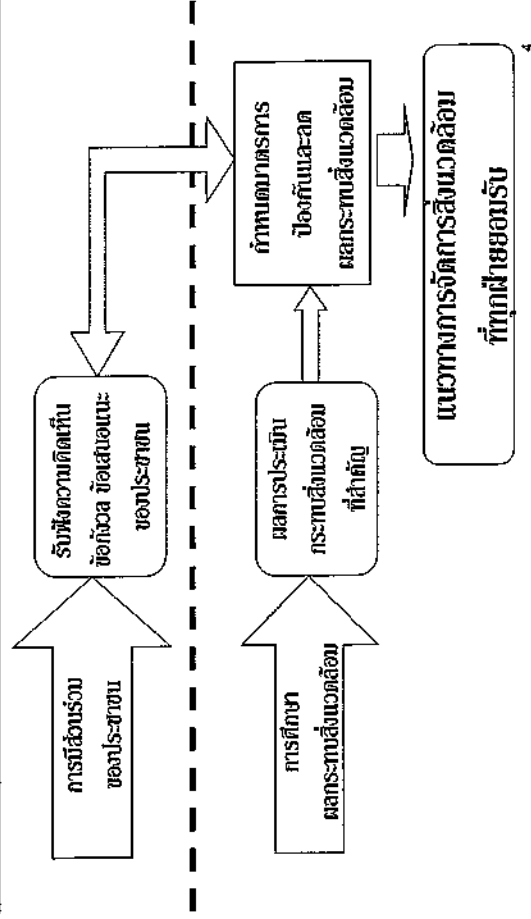 การมีส่วนร่วม
ของประชาชน
รับฟังความคิดเห็น
ข้อกังวล ข้อเสนอแนะ
ของประชาชน
การศึกษา
ผลกระทบสิ่งแวดล้อม
ผลการประเมิน
กระทบสิ่งแวดล้อม
ที่สำคัญ
กำหนดมาตรการ
ป้องกันและลด
ผลกระทบสิ่งแวดล้อม
แนวทางการจัดการสิ่งแวดล้อม
ที่ทุกฝ่ายยอมรับ
4